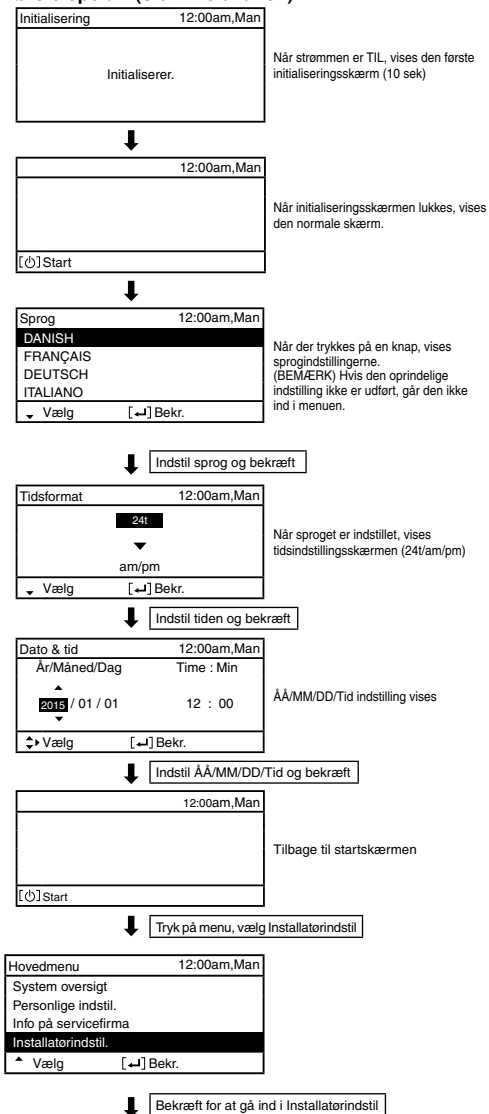 Initialisering 12:00am,Man
Initialiserer.
Når strømmen er TIL, vises den første
initialiseringsskærm (10 sek)
12:00am,Man
[⏻]Start
Når initialiseringsskærmen lukkes, vises
den normale skærm.
Sprog 12:00am,Man
DANISH
FRANÇAIS
DEUTSCH
ITALIANO
Vælg [↵] Bekr.
Når der trykkes på en knap, vises
sprogindstillingerne.
(BEMÆRK) Hvis den oprindelige
indstilling ikke er udført, går den ikke
ind i menuen.
Indstil sprog og bekræft
Tidsformat 12:00am,Man
24t
am/pm
Vælg [↵] Bekr.
Når sproget er indstillet, vises
tidsindstillingsskærmen (24t/am/pm)
Indstil tiden og bekræft
Dato & tid 12:00am,Man
År/Måned/Dag Time : Min
2015 / 01 / 01 12 : 00
Vælg [↵] Bekr.
ÅÅ/MM/DD/Tid indstilling vises
Indstil ÅÅ/MM/DD/Tid og bekræft
12:00am,Man
[⏻]Start
Tilbage til startskærmen
Tryk på menu, vælg Installatørindstil
Hovedmenu 12:00am,Man
System oversigt
Personlige indstil.
Info på servicefirma
Installatørindstil.
Vælg [↵] Bekr.
Bekræft for at gå ind i Installatørindstil